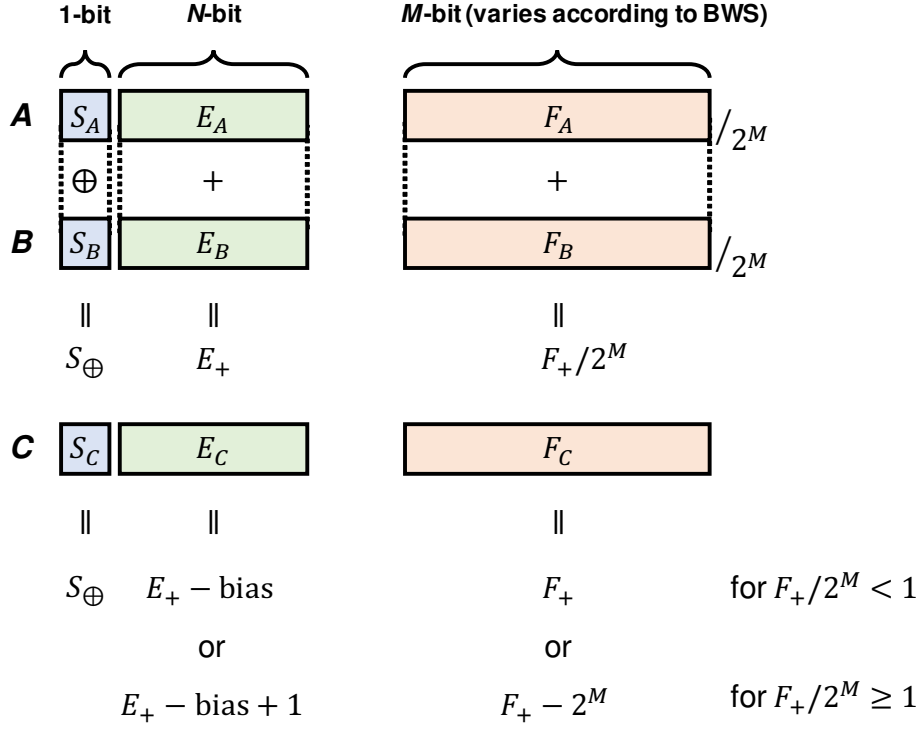 1-bit N-bit M-bit (varies according to BWS)
A S_A E_A F_A /2^M
⊕ + +
B S_B E_B F_B /2^M
|| || ||
S_⊕ E_+ F_+/2^M
C S_C E_C F_C
|| || ||
S_⊕ E_+ − bias F_+ for F_+/2^M < 1
or or
E_+ − bias + 1 F_+ − 2^M for F_+/2^M ≥ 1